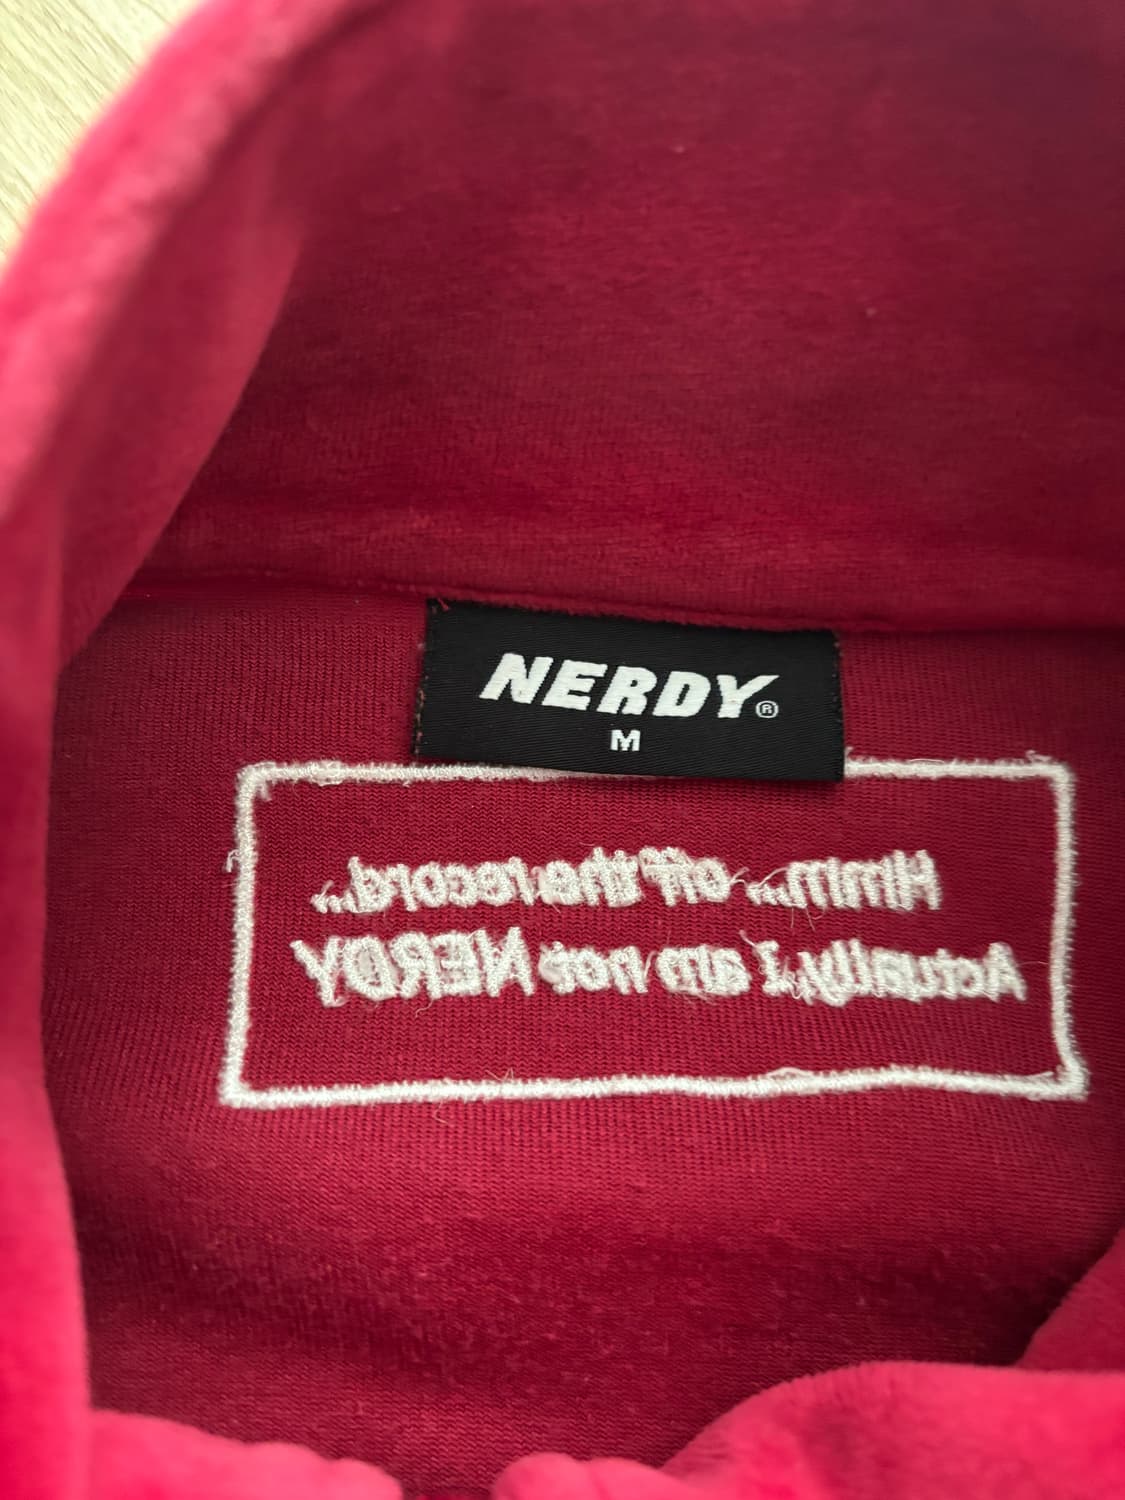 NERDY®
M
Hmm... off the record..
Actually, I am not NERDY